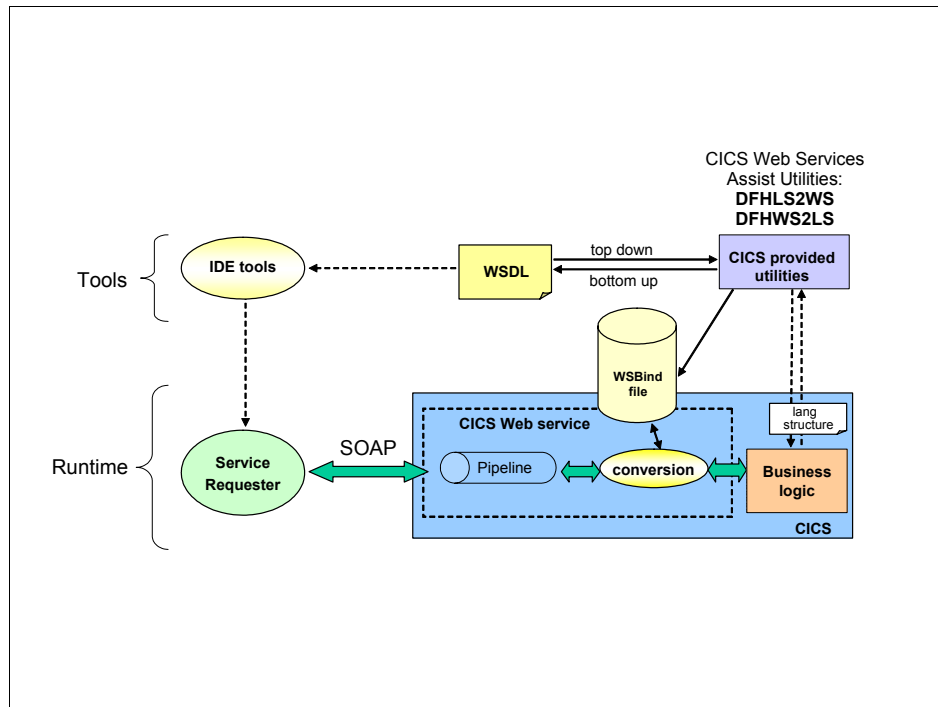 CICS Web Services
Assist Utilities:
DFHLS2WS
DFHWS2LS
Tools
IDE tools
WSDL
top down
bottom up
CICS provided
utilities
WSBind
file
lang
structure
Runtime
Service
Requester
SOAP
CICS Web service
Pipeline
conversion
Business
logic
CICS